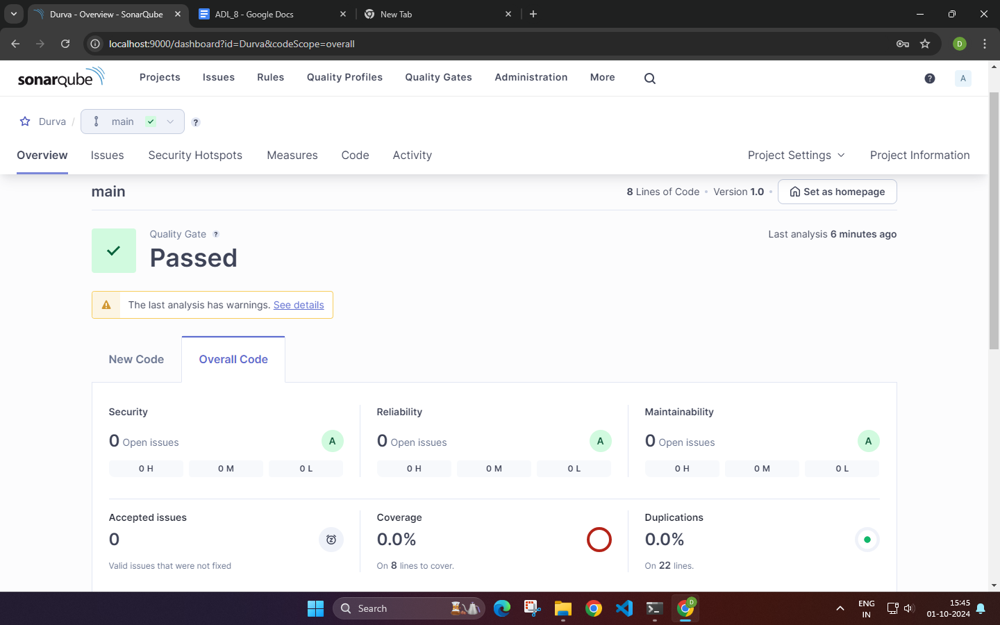 Durva - Overview - SonarQube
ADL_8 - Google Docs
New Tab
localhost:9000/dashboard?id=Durva&codeScope=overall
D
sonarqube
Projects
Issues
Rules
Quality Profiles
Quality Gates
Administration
More
?
A
Durva /
main
?
Overview
Issues
Security Hotspots
Measures
Code
Activity
Project Settings
Project Information
main
8 Lines of Code • Version 1.0 •
Set as homepage
Quality Gate ?
Passed
Last analysis 6 minutes ago
The last analysis has warnings. See details
New Code
Overall Code
Security
0 Open issues
A
0 H
0 M
0 L
Reliability
0 Open issues
A
0 H
0 M
0 L
Maintainability
0 Open issues
A
0 H
0 M
0 L
Accepted issues
0
Valid issues that were not fixed
Coverage
0.0%
On 8 lines to cover.
Duplications
0.0%
On 22 lines.
Search
D
ENG
IN
15:45
01-10-2024